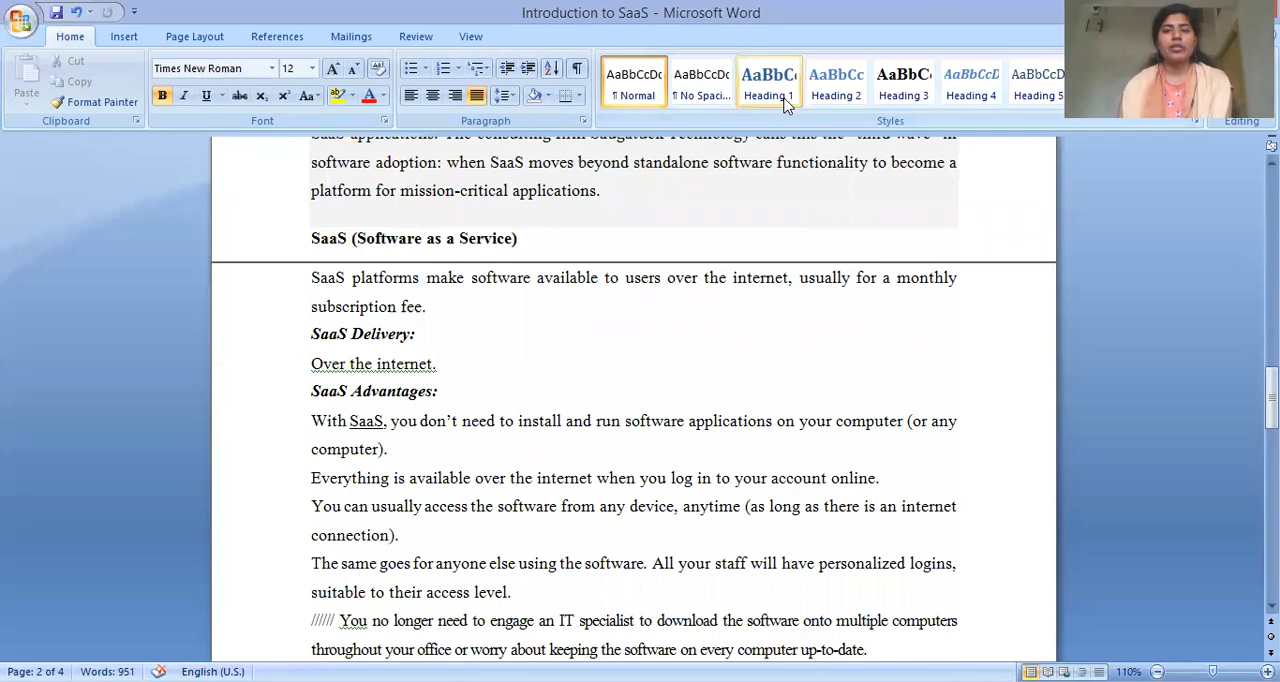 Introduction to SaaS - Microsoft Word
Home Insert Page Layout References Mailings Review View
Cut
Copy
Paste
Format Painter
Clipboard
Times New Roman 12
Font
Paragraph
AaBbCcDc AaBbCcDc AaBbC AaBbCc AaBbC AaBbCcD AaBbCcD
¶ Normal ¶ No Spaci... Heading 1 Heading 2 Heading 3 Heading 4 Heading 5
Styles
Editing
software adoption: when SaaS moves beyond standalone software functionality to become a
platform for mission-critical applications.
SaaS (Software as a Service)
SaaS platforms make software available to users over the internet, usually for a monthly
subscription fee.
SaaS Delivery:
Over the internet.
SaaS Advantages:
With SaaS, you don’t need to install and run software applications on your computer (or any
computer).
Everything is available over the internet when you log in to your account online.
You can usually access the software from any device, anytime (as long as there is an internet
connection).
The same goes for anyone else using the software. All your staff will have personalized logins,
suitable to their access level.
////// You no longer need to engage an IT specialist to download the software onto multiple computers
throughout your office or worry about keeping the software on every computer up-to-date.
Page: 2 of 4 Words: 951 English (U.S.) 110%